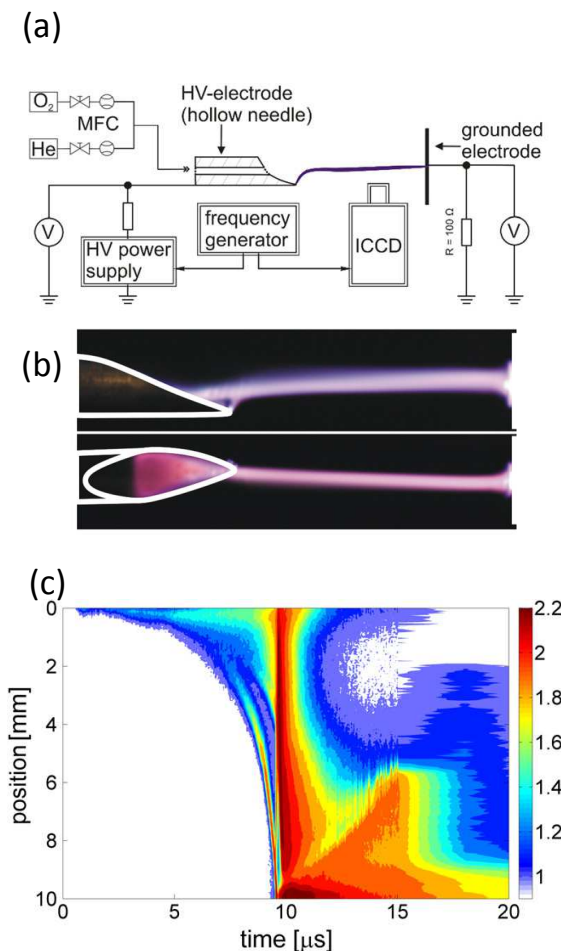 (a)
O₂
MFC
He
HV-electrode
(hollow needle)
grounded
electrode
V
HV power
supply
frequency
generator
ICCD
R = 100 Ω
V
(b)
(c)
0
2
4
6
8
10
position [mm]
0
5
10
15
20
time [μs]
2.2
2
1.8
1.6
1.4
1.2
1